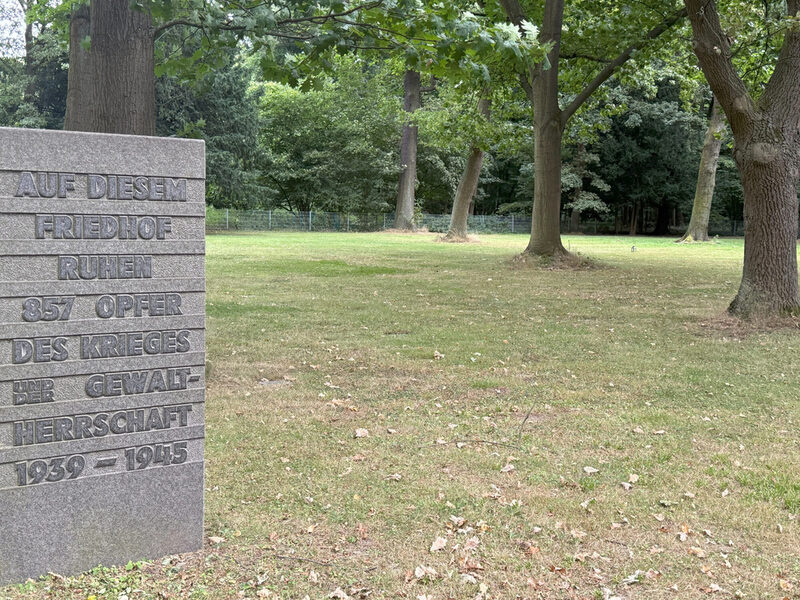 AUF DIESEM
FRIEDHOF
RUHEN
857 OPFER
DES KRIEGES
UND DER GEWALT-
HERRSCHAFT
1939 – 1945